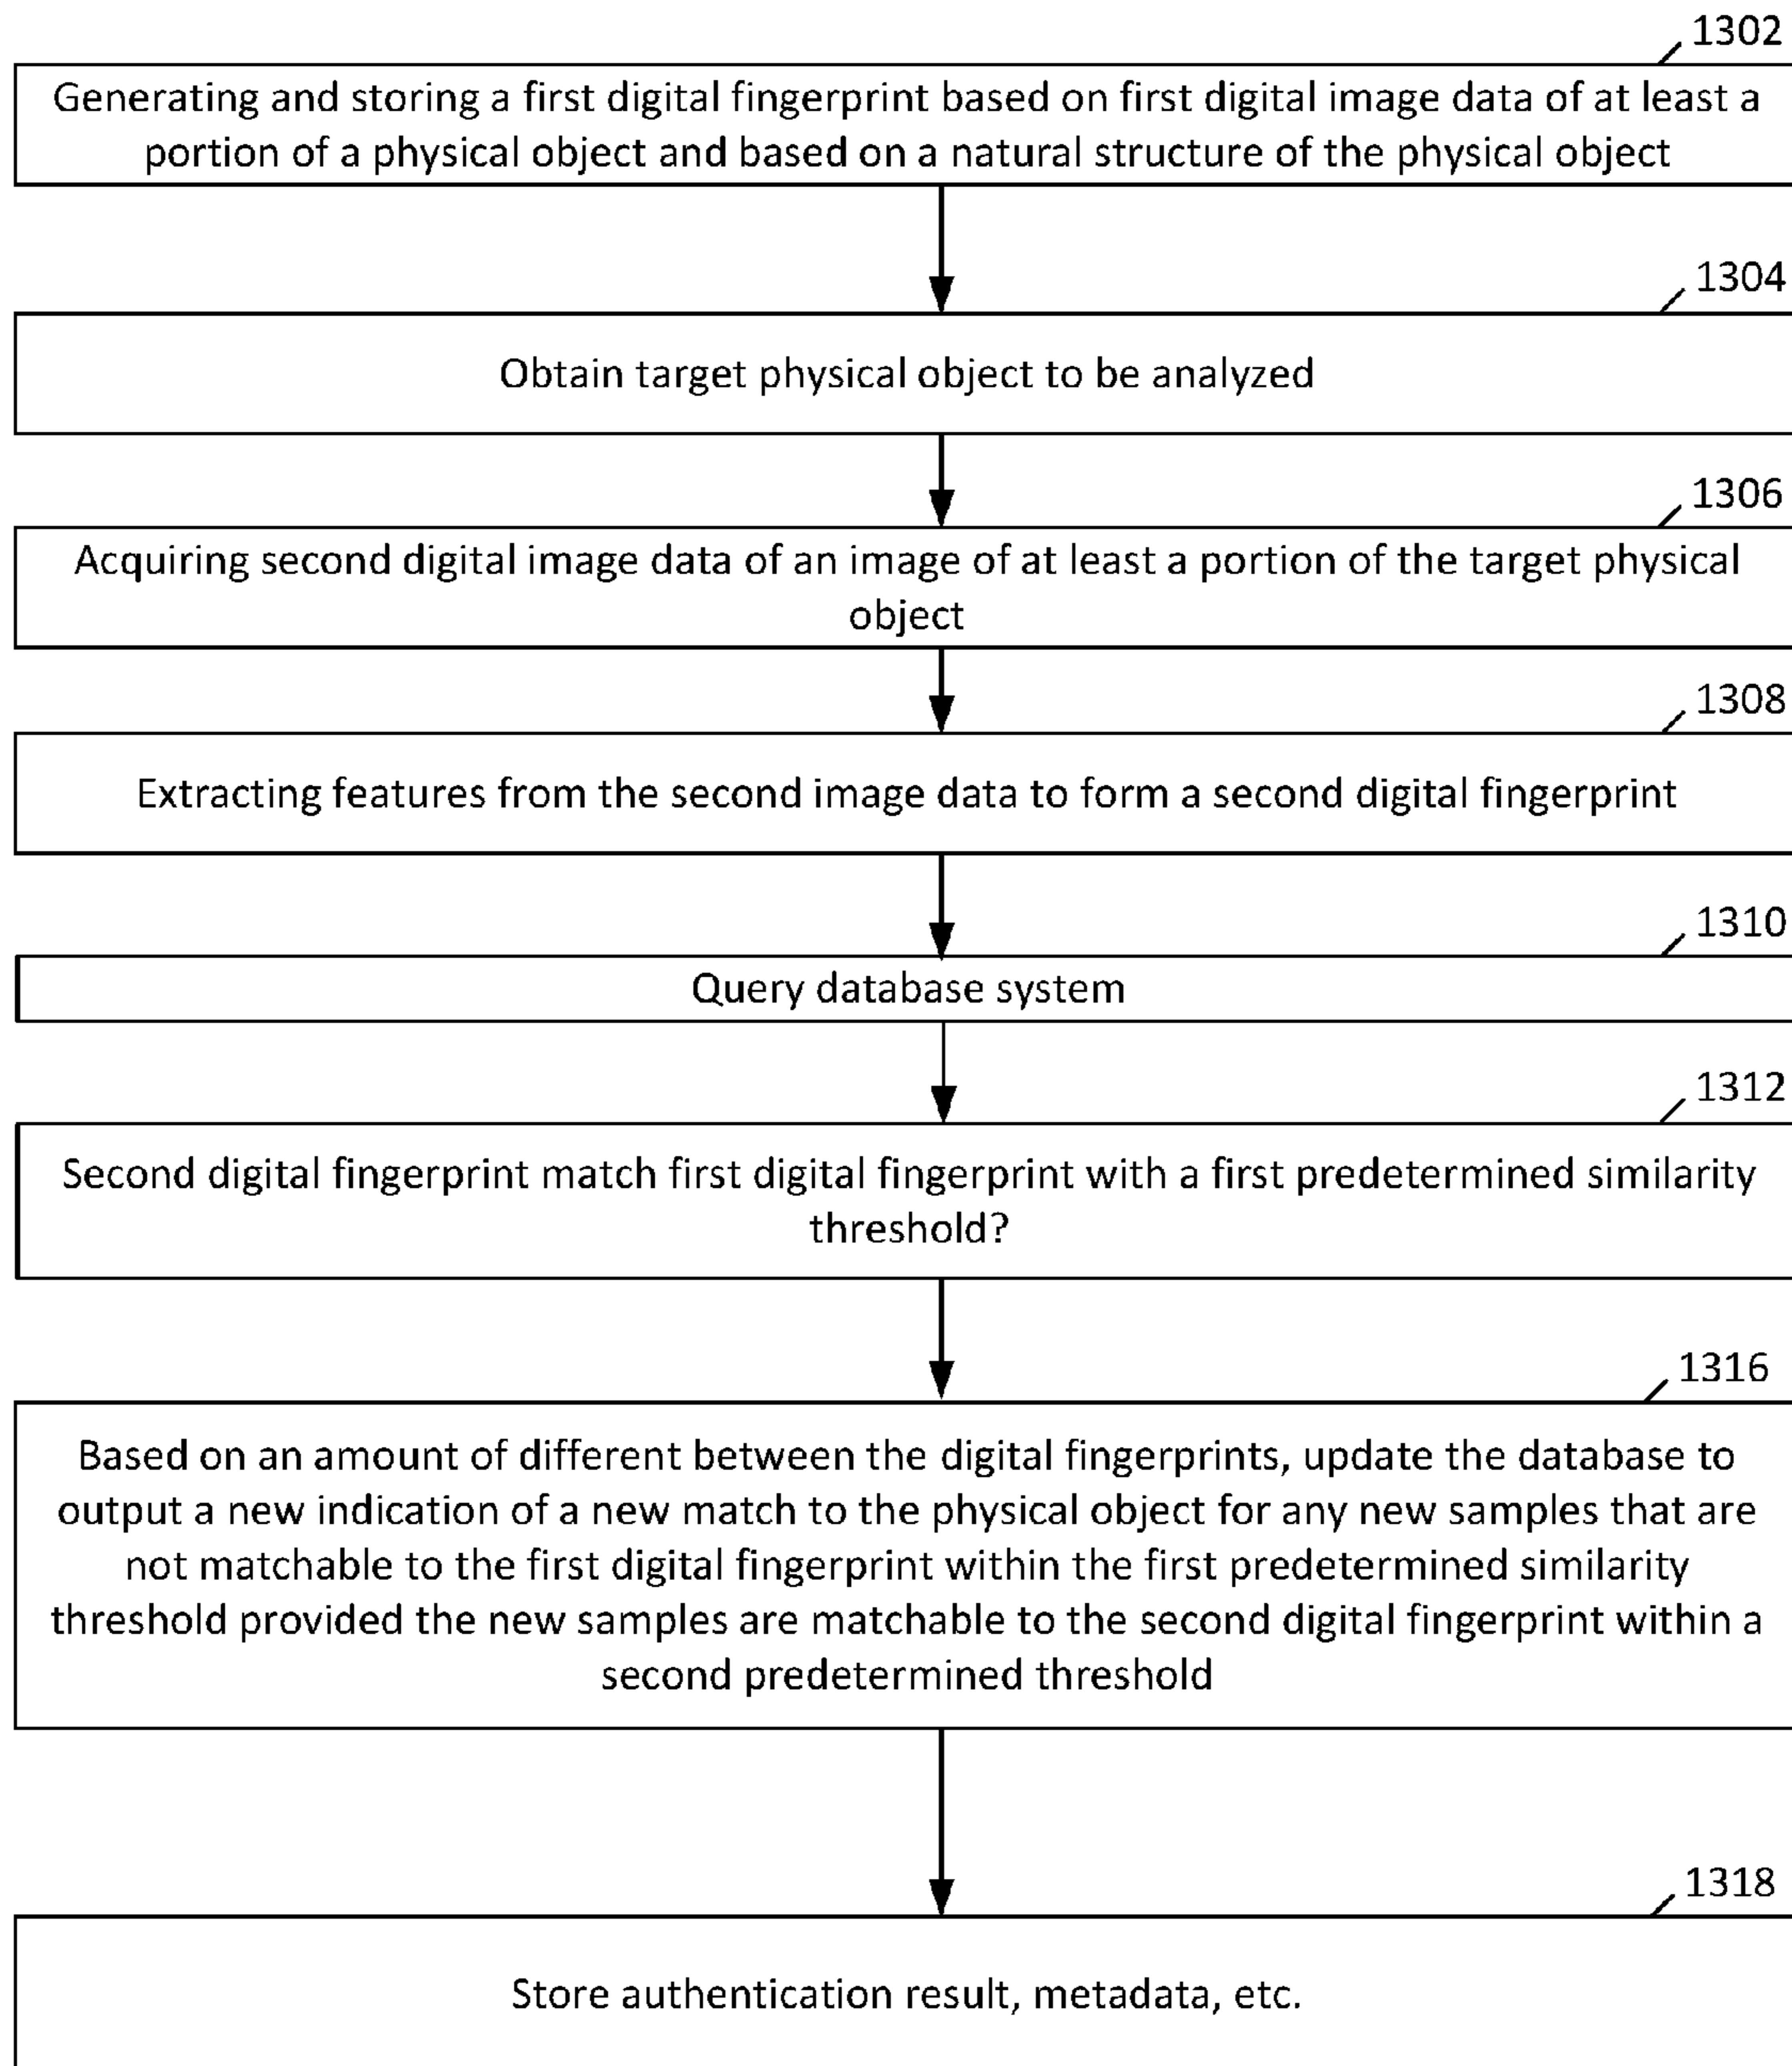 1302
Generating and storing a first digital fingerprint based on first digital image data of at least a
portion of a physical object and based on a natural structure of the physical object
1304
Obtain target physical object to be analyzed
1306
Acquiring second digital image data of an image of at least a portion of the target physical
object
1308
Extracting features from the second image data to form a second digital fingerprint
1310
Query database system
1312
Second digital fingerprint match first digital fingerprint with a first predetermined similarity
threshold?
1316
Based on an amount of different between the digital fingerprints, update the database to
output a new indication of a new match to the physical object for any new samples that are
not matchable to the first digital fingerprint within the first predetermined similarity
threshold provided the new samples are matchable to the second digital fingerprint within a
second predetermined threshold
1318
Store authentication result, metadata, etc.